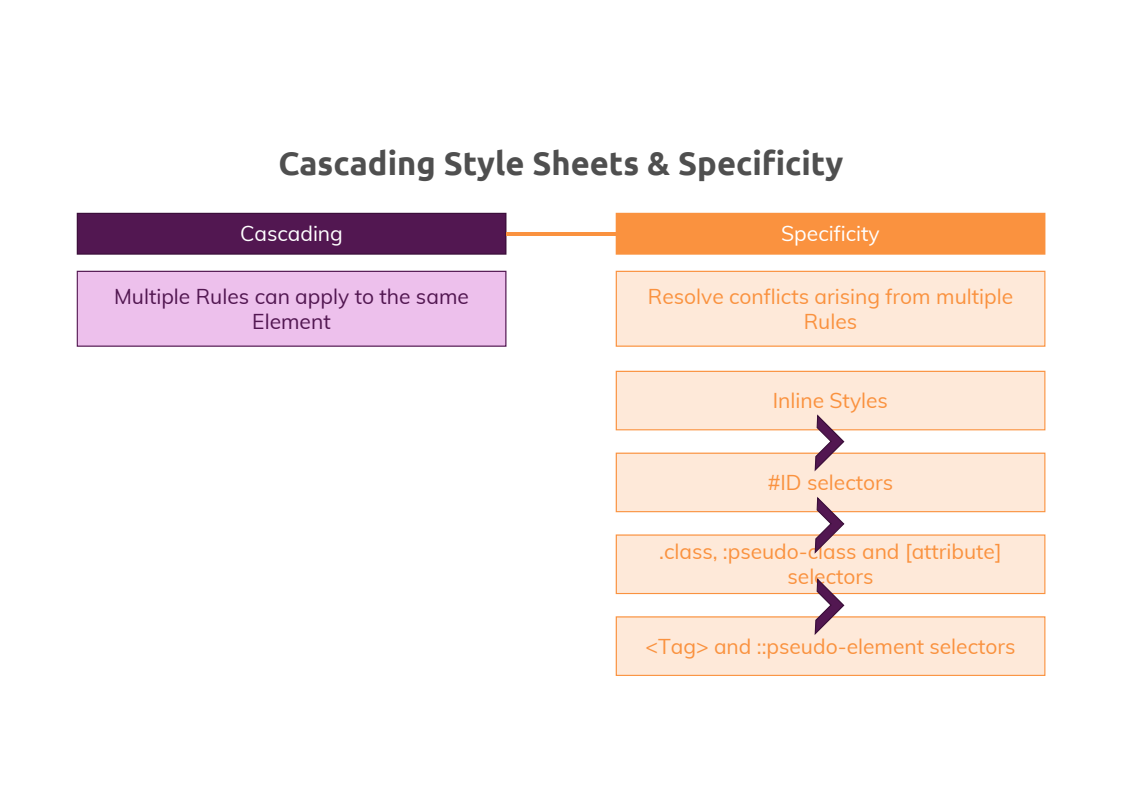 Cascading Style Sheets & Specificity
Cascading
Multiple Rules can apply to the same
Element
Specificity
Resolve conflicts arising from multiple
Rules
Inline Styles
#ID selectors
.class, :pseudo-class and [attribute]
selectors
<Tag> and ::pseudo-element selectors